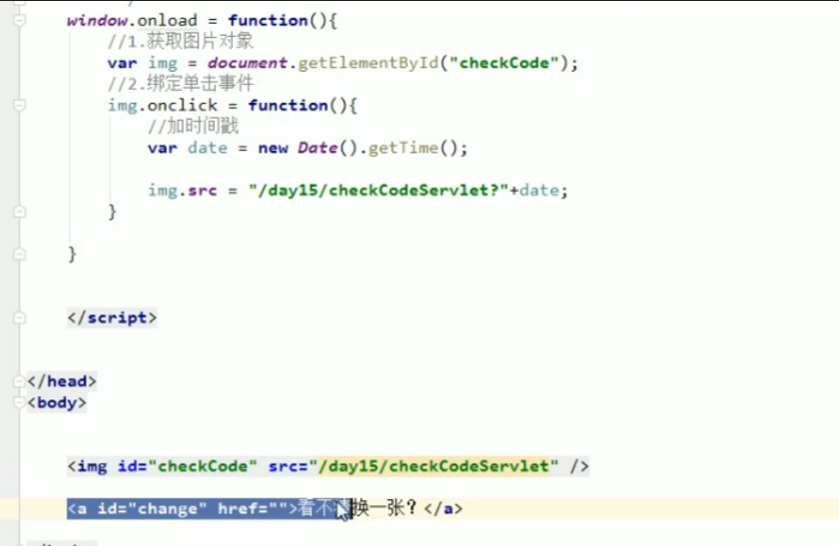 window.onload = function(){
//1.获取图片对象
var img = document.getElementById("checkCode");
//2.绑定单击事件
img.onclick = function(){
//加时间戳
var date = new Date().getTime();
img.src = "/day15/checkCodeServlet?"+date;
}
}
</script>
</head>
<body>
<img id="checkCode" src="/day15/checkCodeServlet" />
<a id="change" href="">看不清换一张？</a>